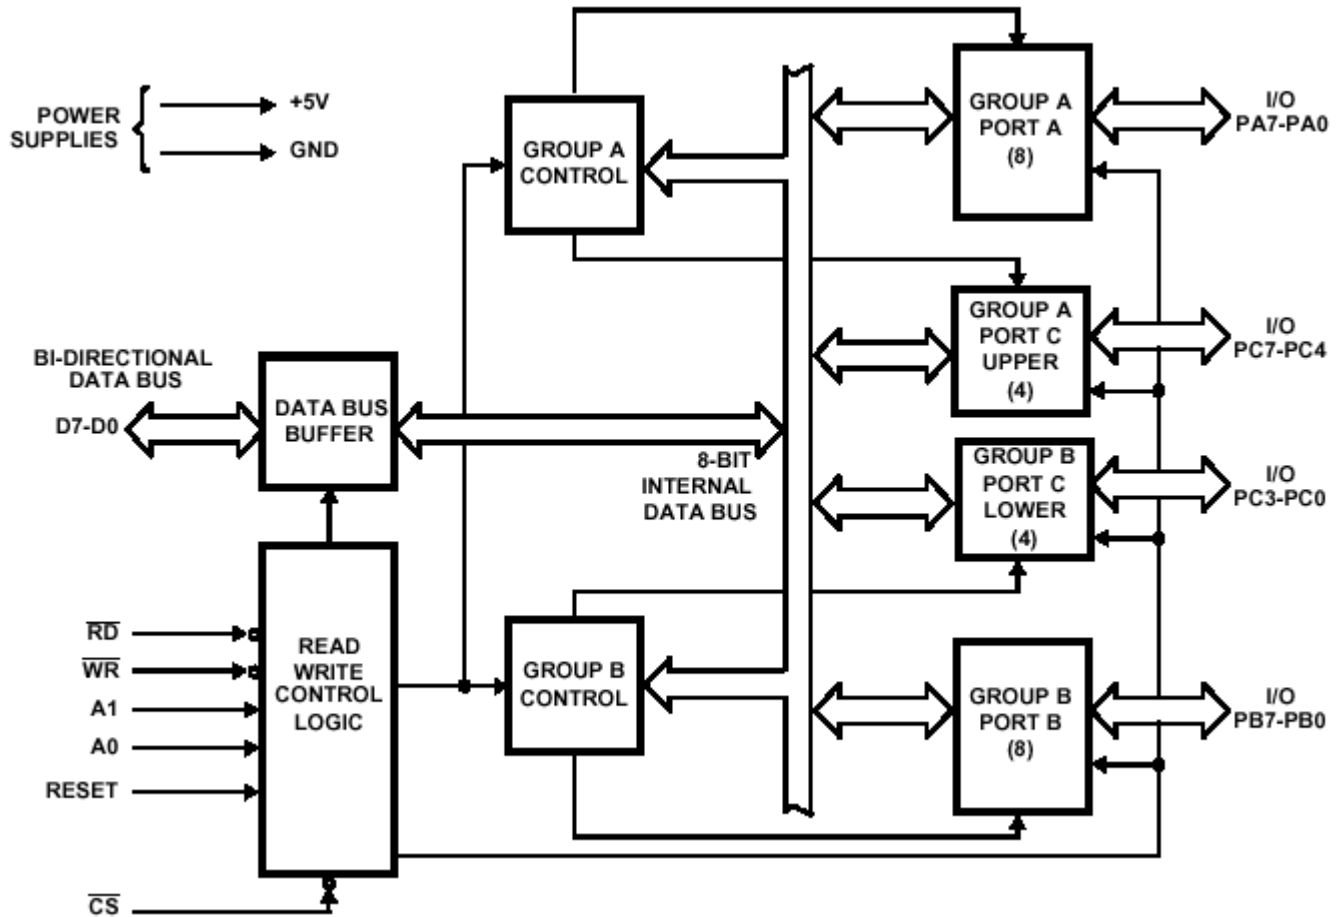 POWER
SUPPLIES
+5V
GND
GROUP A
CONTROL
GROUP A
PORT A
(8)
I/O
PA7-PA0
GROUP A
PORT C
UPPER
(4)
I/O
PC7-PC4
BI-DIRECTIONAL
DATA BUS
D7-D0
DATA BUS
BUFFER
8-BIT
INTERNAL
DATA BUS
GROUP B
PORT C
LOWER
(4)
I/O
PC3-PC0
RD
WR
A1
A0
RESET
CS
READ
WRITE
CONTROL
LOGIC
GROUP B
CONTROL
GROUP B
PORT B
(8)
I/O
PB7-PB0